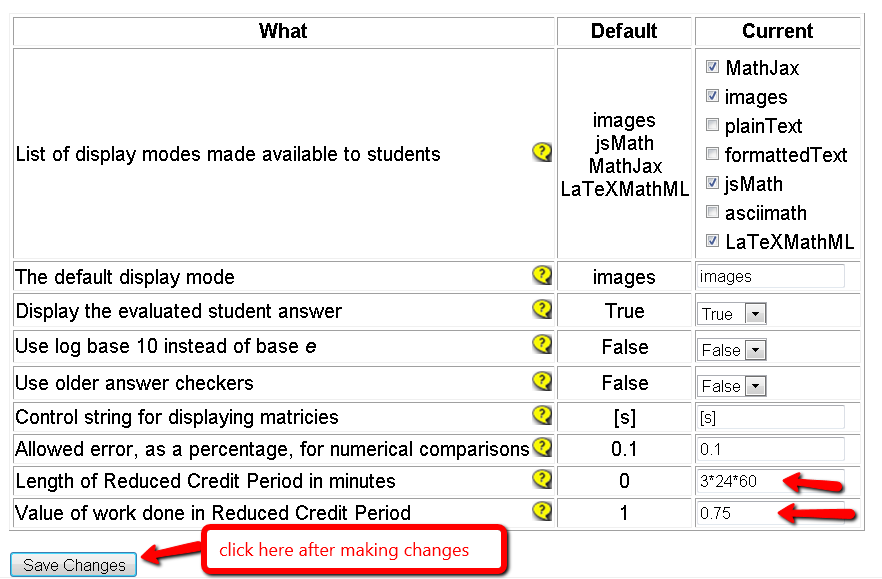 What Default Current
List of display modes made available to students
images
jsMath
MathJax
LaTeXMathML
MathJax
images
plainText
formattedText
jsMath
asciimath
LaTeXMathML
The default display mode images images
Display the evaluated student answer True True
Use log base 10 instead of base e False False
Use older answer checkers False False
Control string for displaying matricies [s] [s]
Allowed error, as a percentage, for numerical comparisons 0.1 0.1
Length of Reduced Credit Period in minutes 0 3*24*60
Value of work done in Reduced Credit Period 1 0.75
click here after making changes
Save Changes